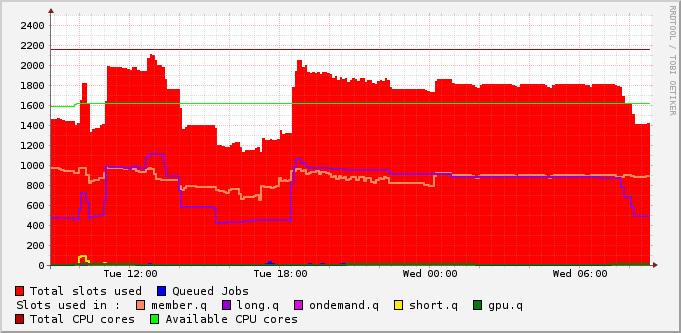 RRDTOOL / TOBI OETIKER
2400
2200
2000
1800
1600
1400
1200
1000
800
600
400
200
0
Tue 12:00 Tue 18:00 Wed 00:00 Wed 06:00
Total slots used Queued Jobs
Slots used in : member.q long.q ondemand.q short.q gpu.q
Total CPU cores Available CPU cores